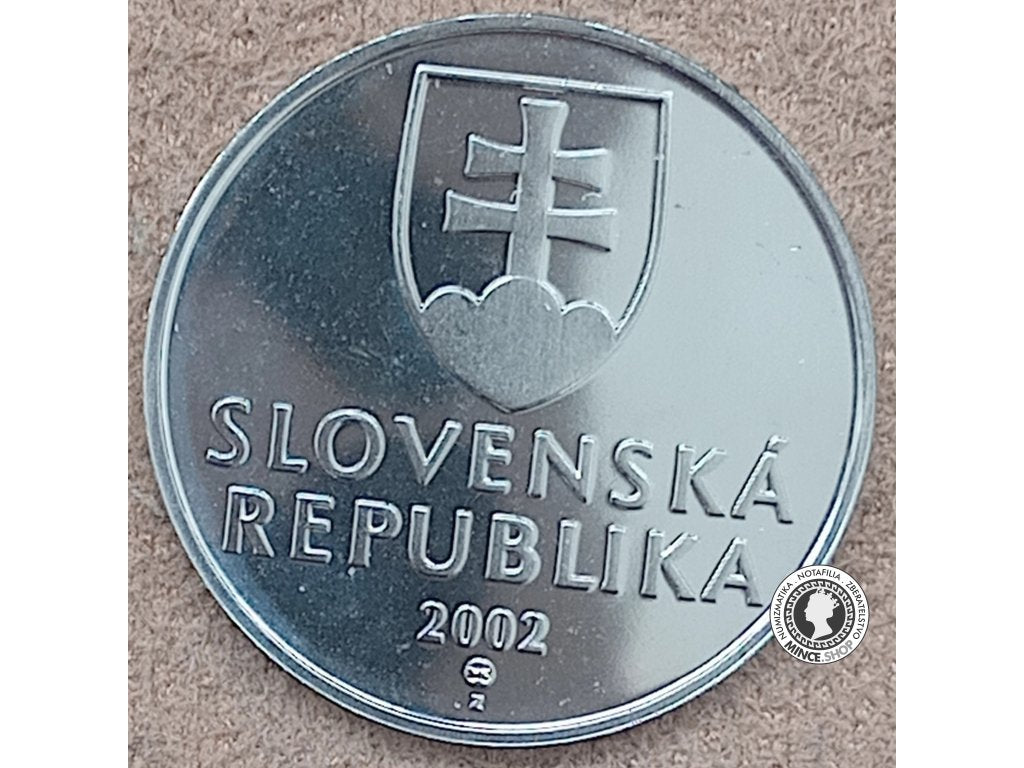 SLOVENSKÁ
REPUBLIKA
2002
Z
NUMIZMATIKA . NOTAFILIA . ZBERATEĽSTVO
MINCE.SHOP